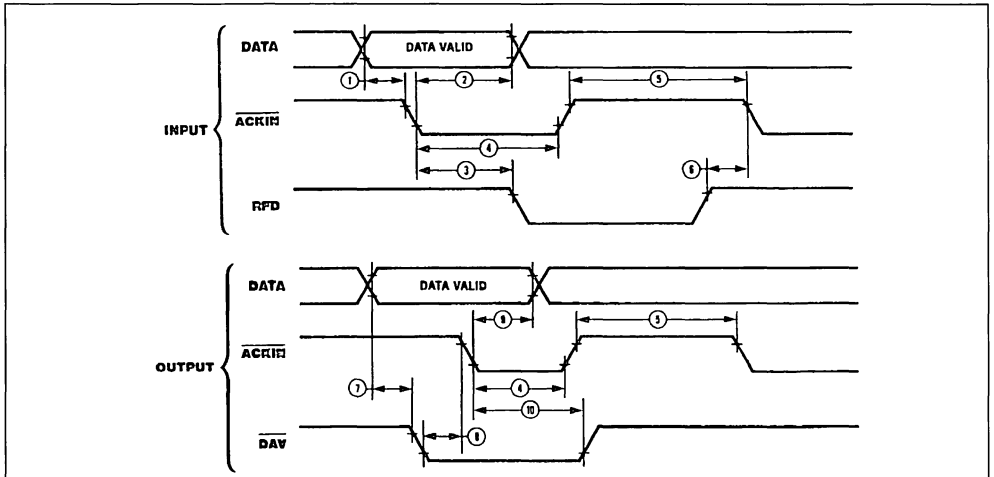 DATA
DATA VALID
1
2
5
ACKIN
INPUT
4
3
6
RFD
DATA
DATA VALID
9
5
ACKIN
OUTPUT
7
4
10
8
DAV